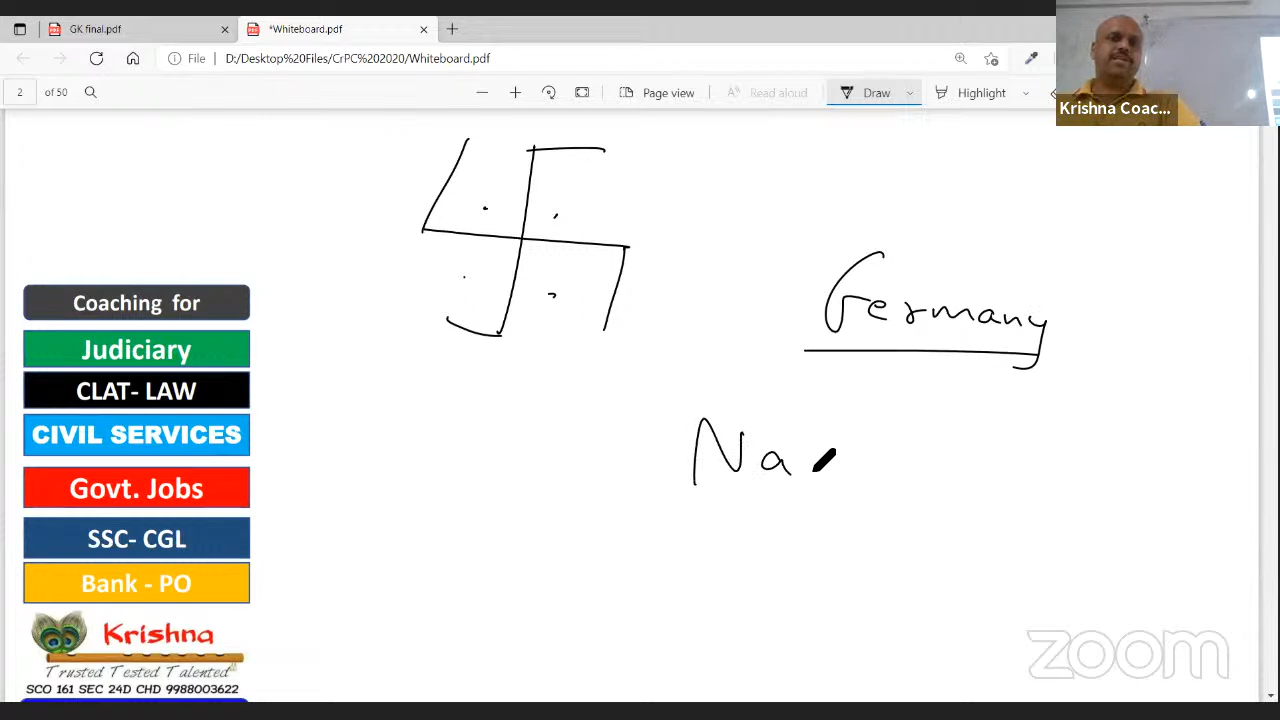 GK final.pdf
*Whiteboard.pdf
File D:/Desktop%20Files/CrPC%202020/Whiteboard.pdf
2 of 50
Page view
Read aloud
Draw
Highlight
Krishna Coac...
Germany
Na
Coaching for
Judiciary
CLAT- LAW
CIVIL SERVICES
Govt. Jobs
SSC- CGL
Bank - PO
Krishna
Trusted Tested Talented
SCO 161 SEC 24D CHD 9988003622
zoom